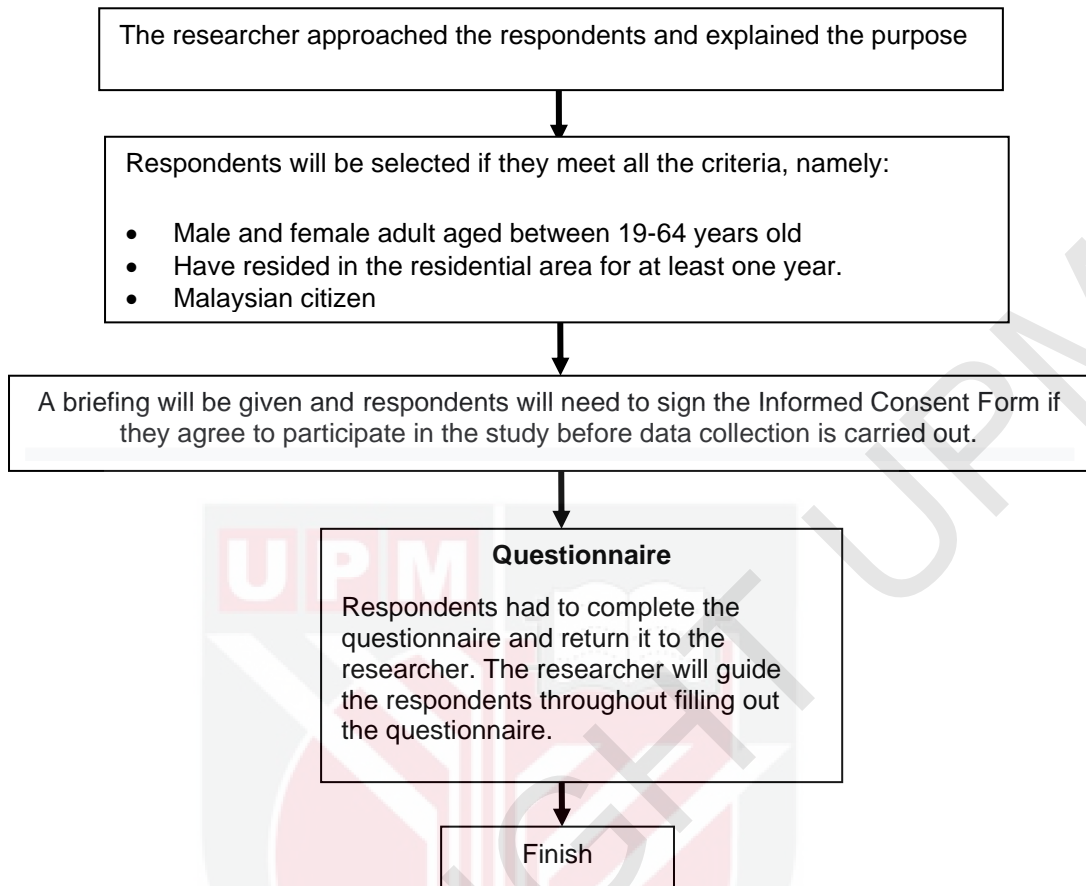 The researcher approached the respondents and explained the purpose
Respondents will be selected if they meet all the criteria, namely:
• Male and female adult aged between 19-64 years old
• Have resided in the residential area for at least one year.
• Malaysian citizen
A briefing will be given and respondents will need to sign the Informed Consent Form if
they agree to participate in the study before data collection is carried out.
UPM
Questionnaire
Respondents had to complete the
questionnaire and return it to the
researcher. The researcher will guide
the respondents throughout filling out
the questionnaire.
Finish
GHT UPM